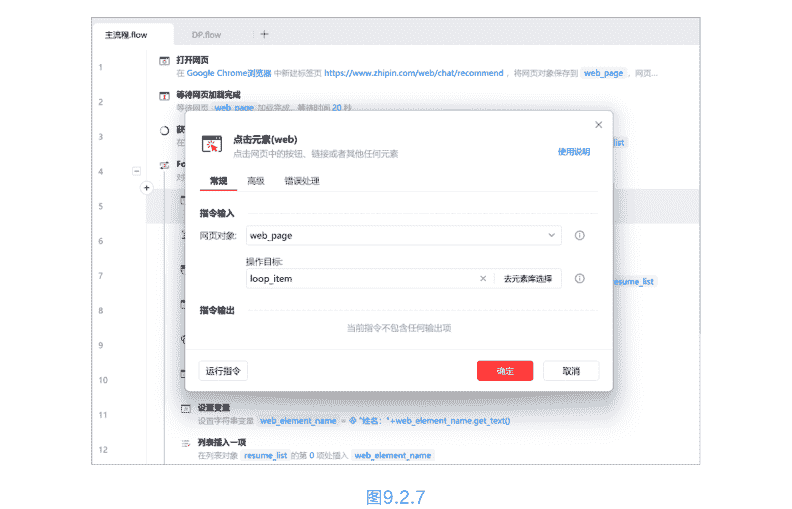 主流程.flow DP.flow +
1 打开网页
在 Google Chrome浏览器 中新建标签页 https://www.zhipin.com/web/chat/recommend ，将网页对象保存到 web_page ，网页...
2 等待网页加载完成
等待网页 web_page 加载完成，等待时间 20 秒
3
list
4
5
6
7
resume_list
8
9
10
点击元素(web)
点击网页中的按钮、链接或者其他任何元素
使用说明
常规 高级 错误处理
指令输入
网页对象: web_page
操作目标:
loop_item 去元素库选择
指令输出
当前指令不包含任何输出项
运行指令 确定 取消
11 设置变量
设置字符串变量 web_element_name = "姓名："+web_element_name.get_text()
12 列表插入一项
在列表对象 resume_list 的第 0 项处插入 web_element_name
图9.2.7